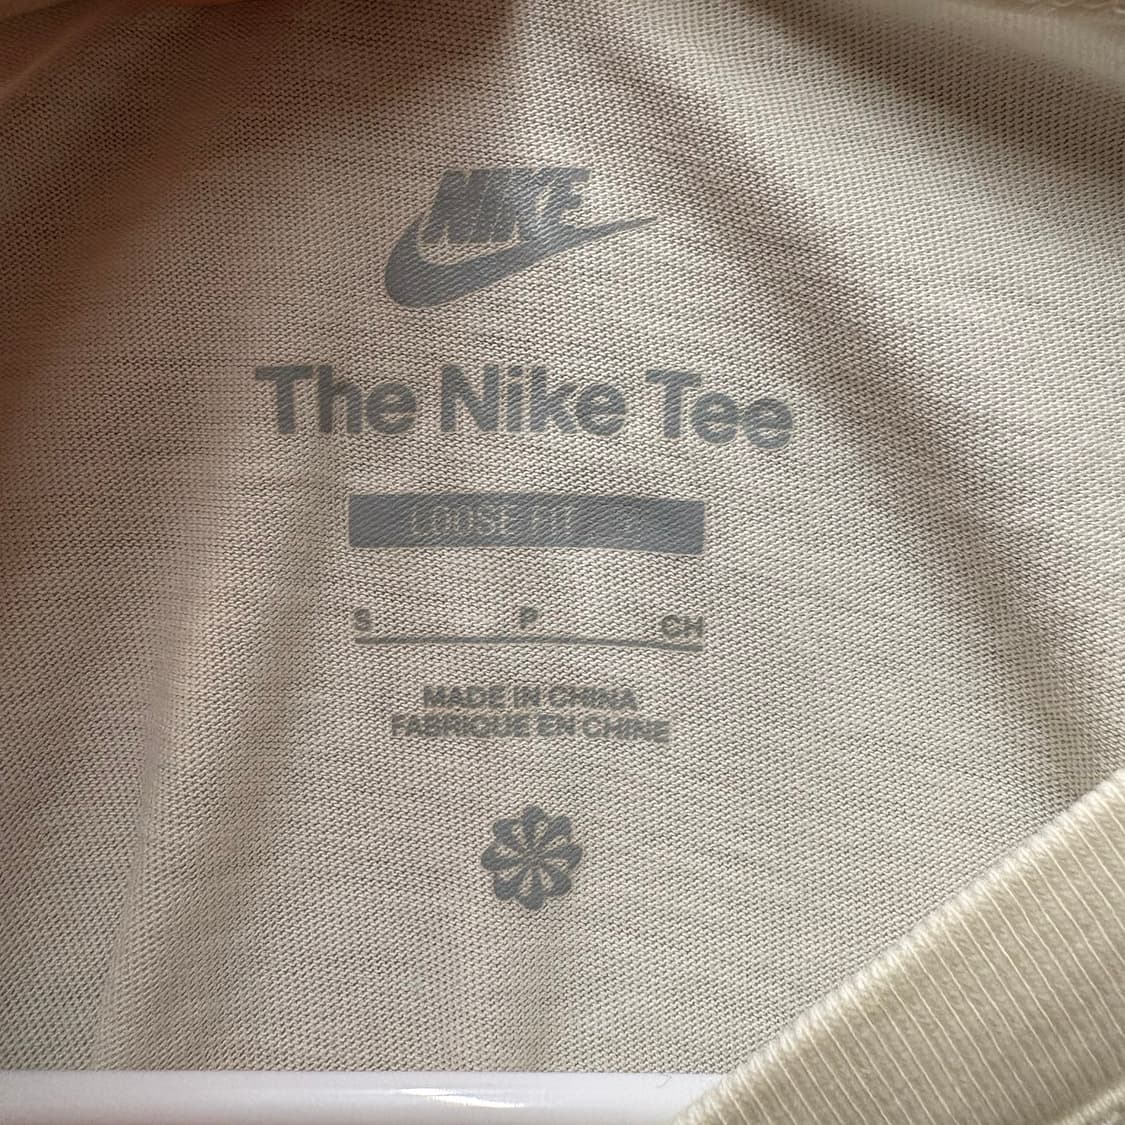 NIKE
The Nike Tee
LOOSE FIT
S P CH
MADE IN CHINA
FABRIQUE EN CHINE